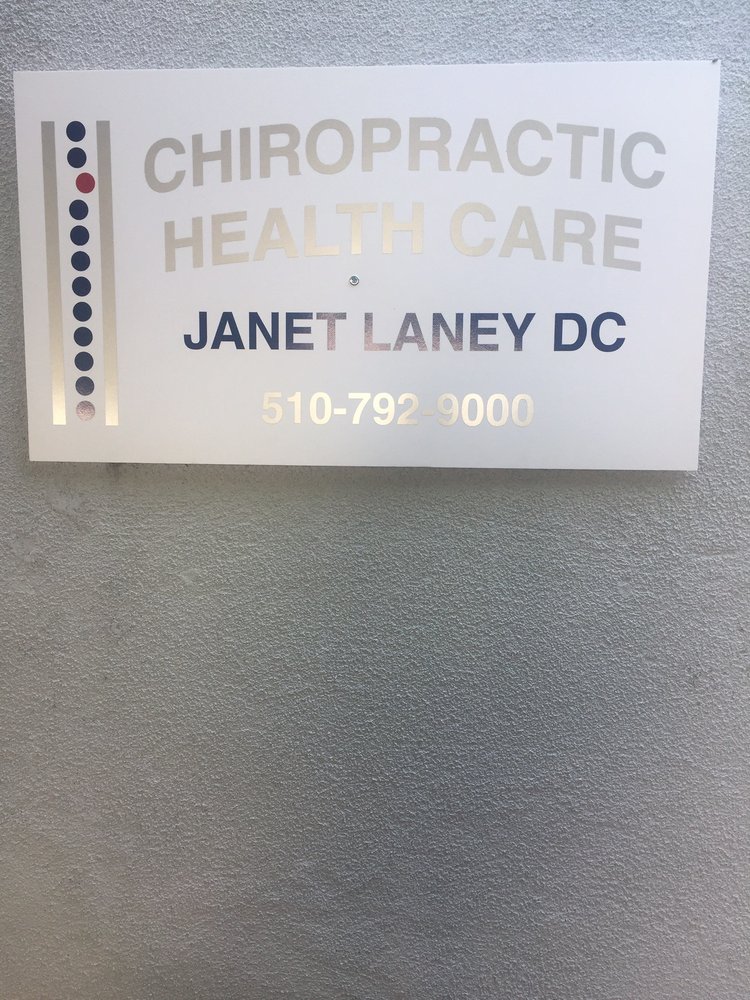 CHIROPRACTIC
HEALTH CARE
JANET LANEY DC
510-792-9000